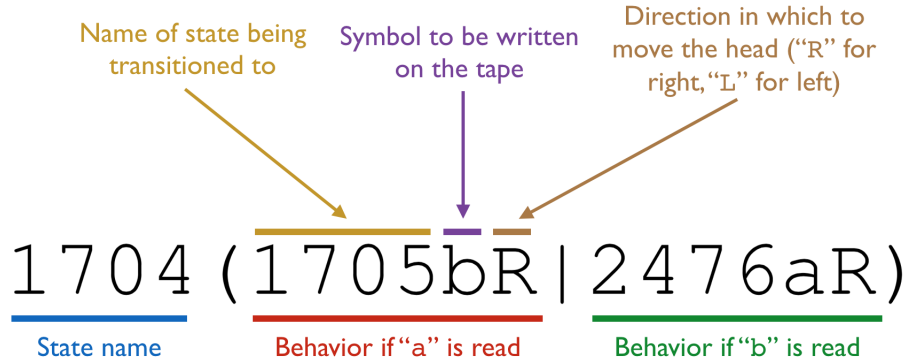 Name of state being
transitioned to
Symbol to be written
on the tape
Direction in which to
move the head (“R” for
right, “L” for left)
1704(1705bR|2476aR)
State name
Behavior if “a” is read
Behavior if “b” is read